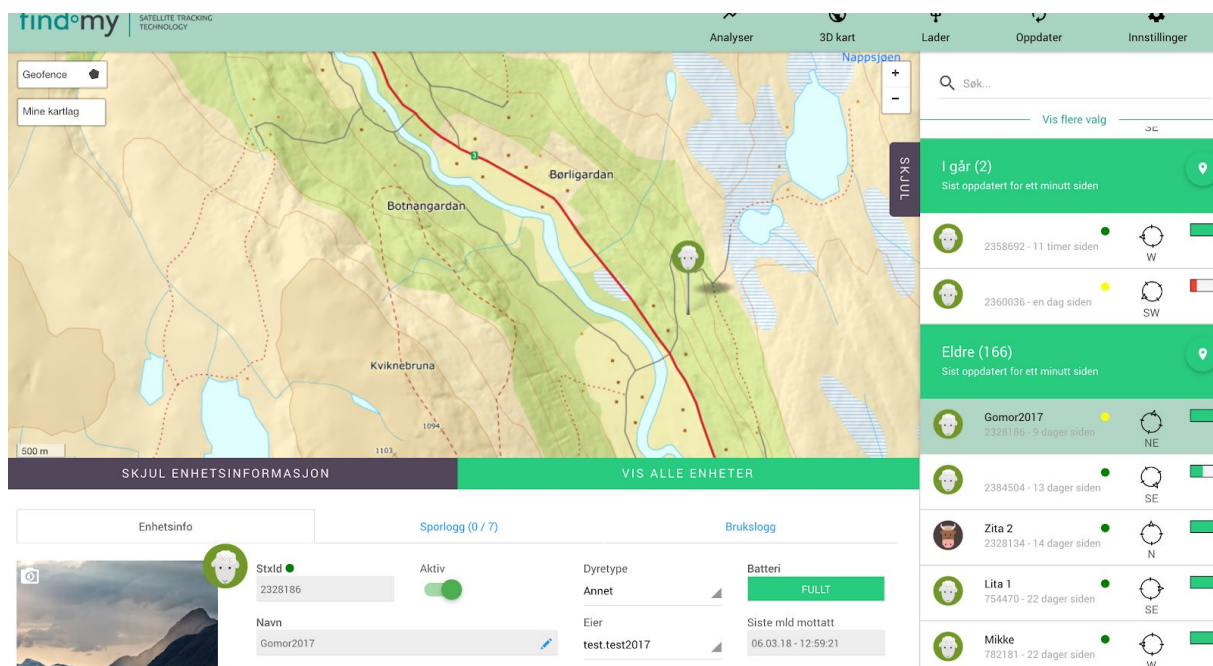 find°my
SATELLITE TRACKING
TECHNOLOGY
Analyser
3D kart
Lader
Oppdater
Innstillinger
Geofence
Mine kartlag
Nappsjøen
+
-
SKJUL
3
Børligardan
Botnangardan
Kviknebruna
1094
1103
500 m
Søk...
Vis flere valg
SE
I går (2)
Sist oppdatert for ett minutt siden
2358692 - 11 timer siden
W
2360036 - en dag siden
SW
Eldre (166)
Sist oppdatert for ett minutt siden
Gomor2017
2328186 - 9 dager siden
NE
2384504 - 13 dager siden
SE
Zita 2
2328134 - 14 dager siden
N
Lita 1
754470 - 22 dager siden
SE
Mikke
782181 - 22 dager siden
W
SKJUL ENHETSINFORMASJON
VIS ALLE ENHETER
Enhetsinfo
Sporlogg (0 / 7)
Brukslogg
StxId
Aktiv
Dyretype
Batteri
2328186
Annet
FULLT
Navn
Eier
Siste mld mottatt
Gomor2017
test.test2017
06.03.18 - 12:59:21